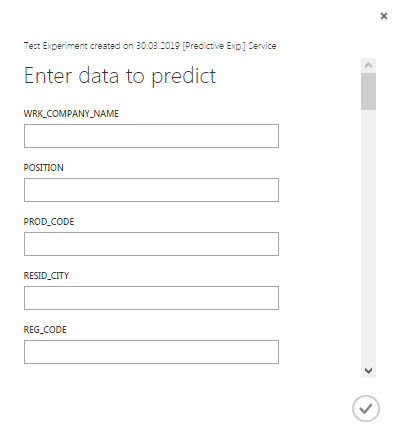 Test Experiment created on 30.03.2019 [Predictive Exp.] Service
Enter data to predict
WRK_COMPANY_NAME
POSITION
PROD_CODE
RESID_CITY
REG_CODE